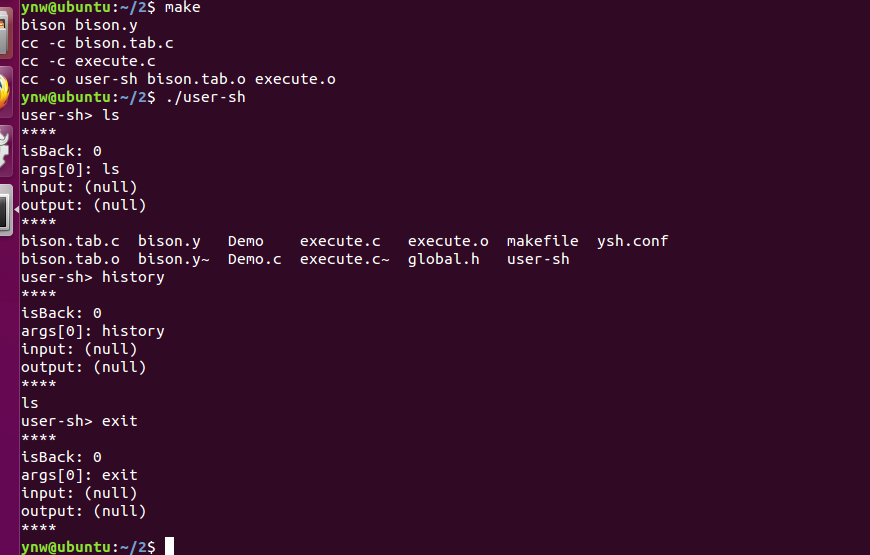 ynw@ubuntu:~/2$ make
bison bison.y
cc -c bison.tab.c
cc -c execute.c
cc -o user-sh bison.tab.o execute.o
ynw@ubuntu:~/2$ ./user-sh
user-sh> ls
****
isBack: 0
args[0]: ls
input: (null)
output: (null)
****
bison.tab.c  bison.y   Demo    execute.c   execute.o  makefile  ysh.conf
bison.tab.o  bison.y~  Demo.c  execute.c~  global.h   user-sh
user-sh> history
****
isBack: 0
args[0]: history
input: (null)
output: (null)
****
ls
user-sh> exit
****
isBack: 0
args[0]: exit
input: (null)
output: (null)
****
ynw@ubuntu:~/2$